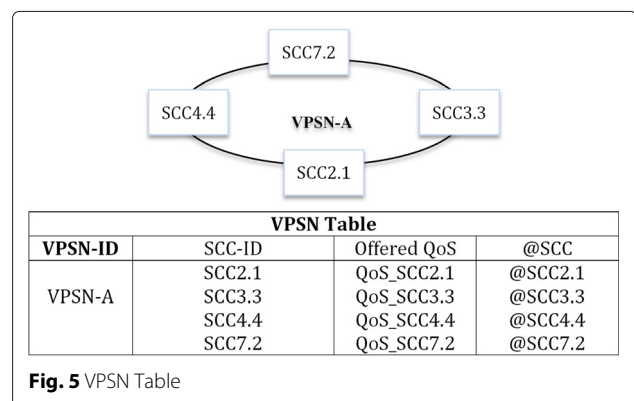 SCC7.2
SCC4.4
VPSN-A
SCC3.3
SCC2.1
VPSN Table
VPSN-ID SCC-ID Offered QoS @SCC
SCC2.1 QoS_SCC2.1 @SCC2.1
VPSN-A SCC3.3 QoS_SCC3.3 @SCC3.3
SCC4.4 QoS_SCC4.4 @SCC4.4
SCC7.2 QoS_SCC7.2 @SCC7.2
Fig. 5 VPSN Table